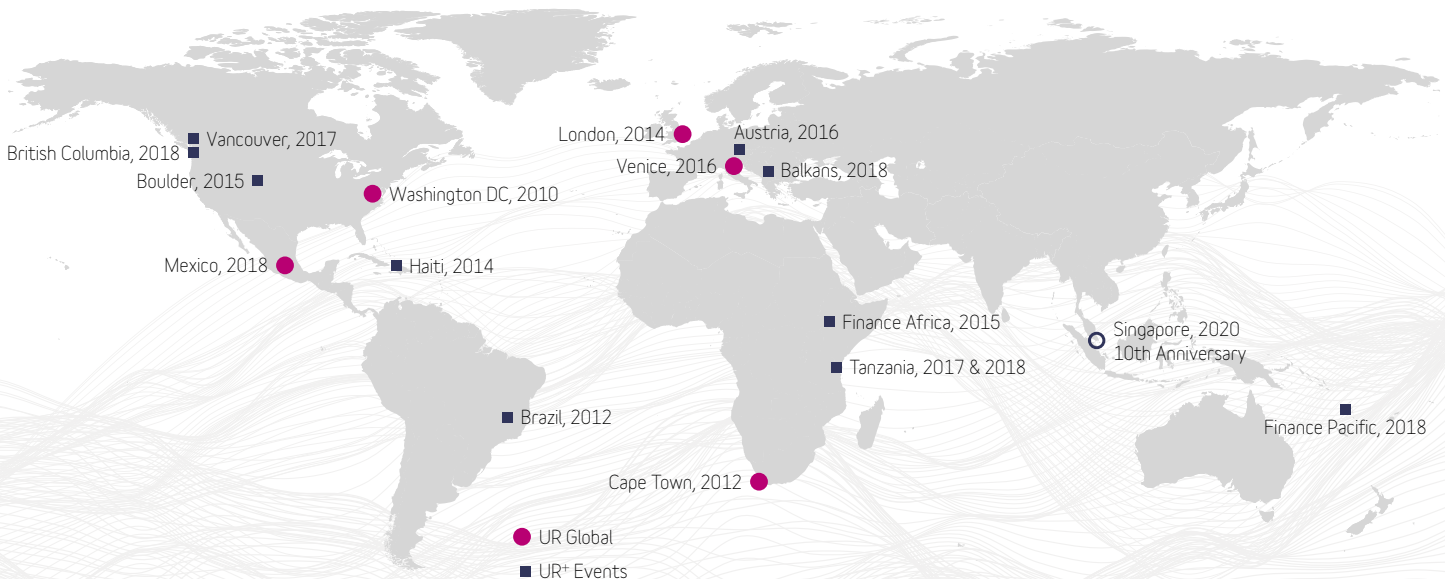 Vancouver, 2017
British Columbia, 2018
Boulder, 2015
Washington DC, 2010
Mexico, 2018
Haiti, 2014
Brazil, 2012
London, 2014
Austria, 2016
Venice, 2016
Balkans, 2018
Finance Africa, 2015
Tanzania, 2017 & 2018
Cape Town, 2012
Singapore, 2020
10th Anniversary
Finance Pacific, 2018
UR Global
UR⁺ Events